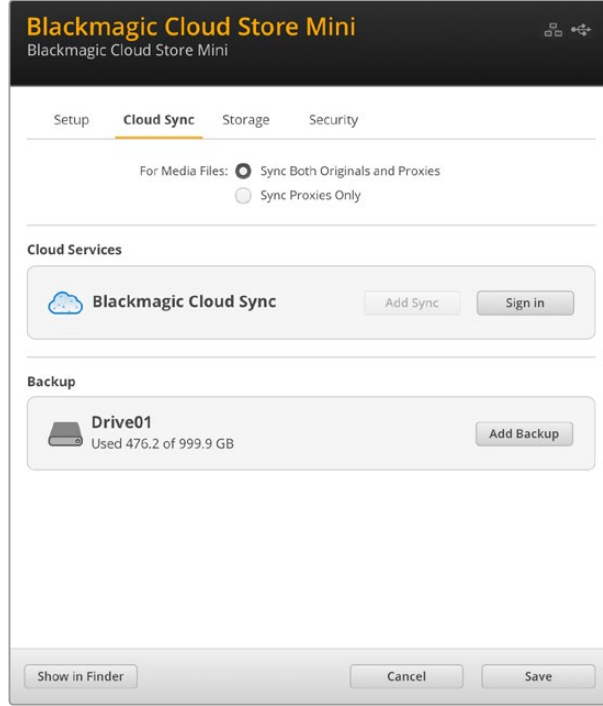 Blackmagic Cloud Store Mini
Blackmagic Cloud Store Mini
Setup Cloud Sync Storage Security
For Media Files: Sync Both Originals and Proxies
Sync Proxies Only
Cloud Services
Blackmagic Cloud Sync Add Sync Sign in
Backup
Drive01
Used 476.2 of 999.9 GB Add Backup
Show in Finder Cancel Save